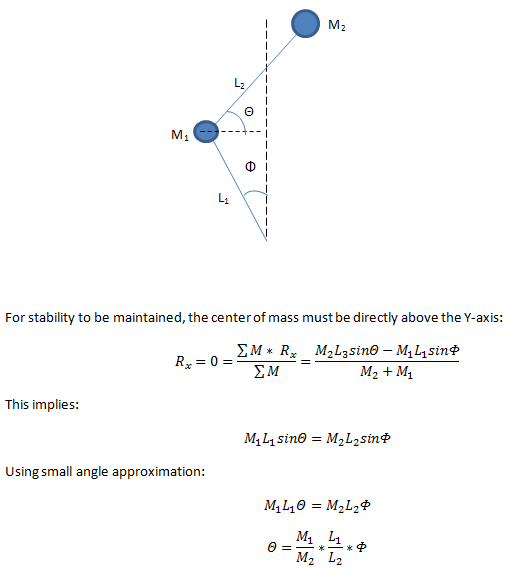 M₂
L₂
Θ
M₁
Φ
L₁
For stability to be maintained, the center of mass must be directly above the Y-axis:
R𝑥 = 0 = ∑M * R𝑥 / ∑M = M₂L₃sinΘ − M₁L₁sinΦ / M₂ + M₁
This implies:
M₁L₁sinΘ = M₂L₂sinΦ
Using small angle approximation:
M₁L₁Θ = M₂L₂Φ
Θ = M₁/M₂ * L₁/L₂ * Φ